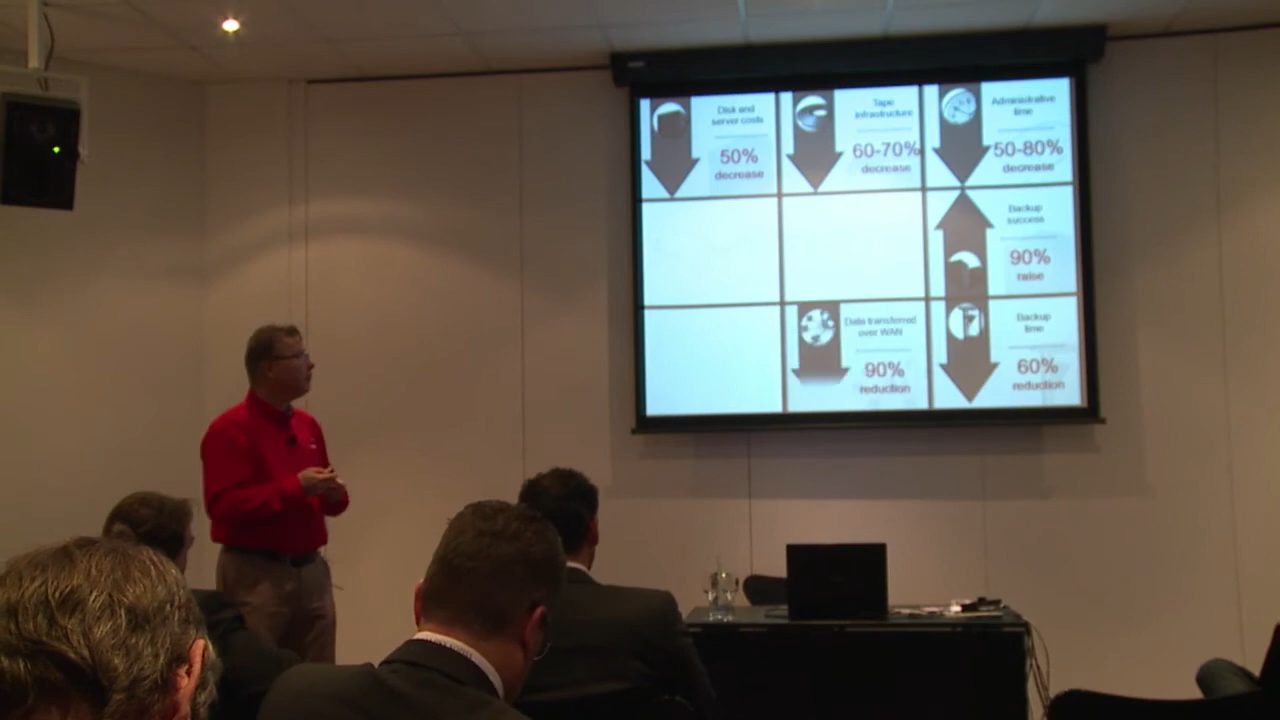 Disk and
server costs
50%
decrease
Tape
infrastructure
60-70%
decrease
Administrative
time
50-80%
decrease
Backup
success
90%
raise
Data transferred
over WAN
90%
reduction
Backup
time
60%
reduction